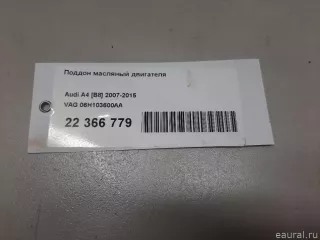 Поддон масляный двигателя
Audi A4 [B8] 2007-2015
VAG 06H103600AA
22 366 779
eaural.ru